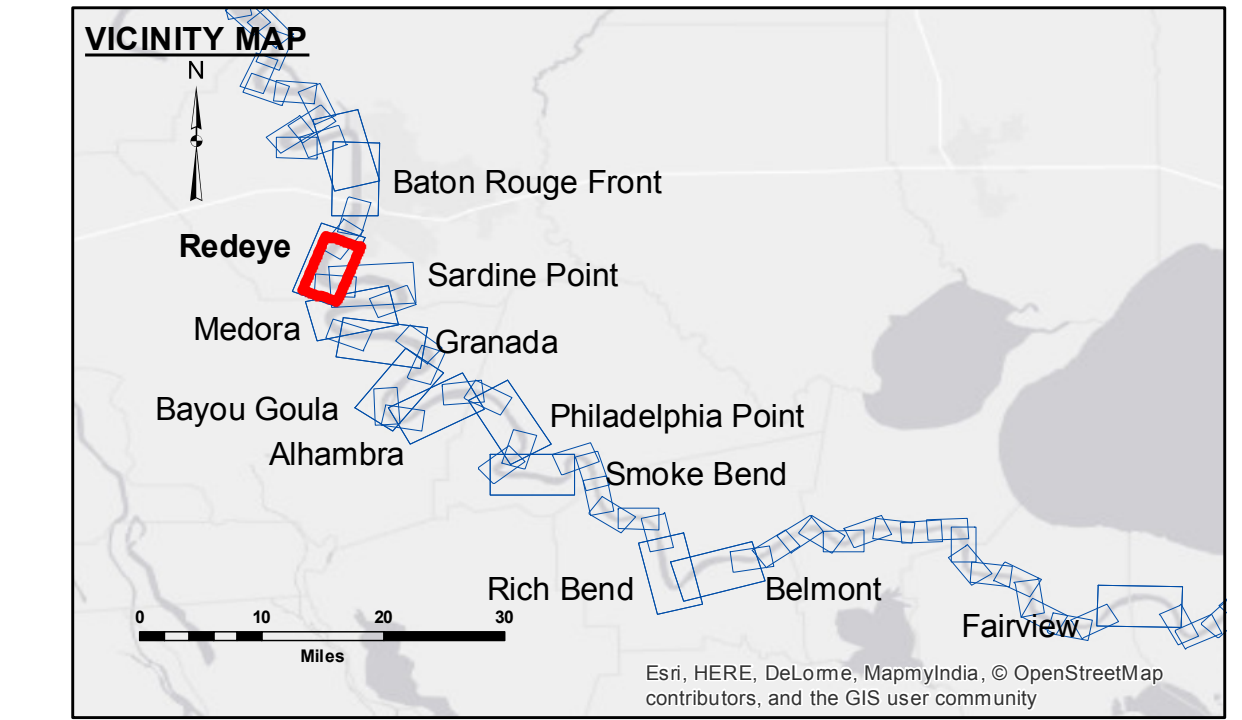 VICINITY MAP
N
Baton Rouge Front
Redeye
Sardine Point
Medora
Granada
Bayou Goula
Philadelphia Point
Alhambra
Smoke Bend
Rich Bend
Belmont
Fairview
0 10 20 30
Miles
Esri, HERE, DeLorme, MapmyIndia, © OpenStreetMap
contributors, and the GIS user community